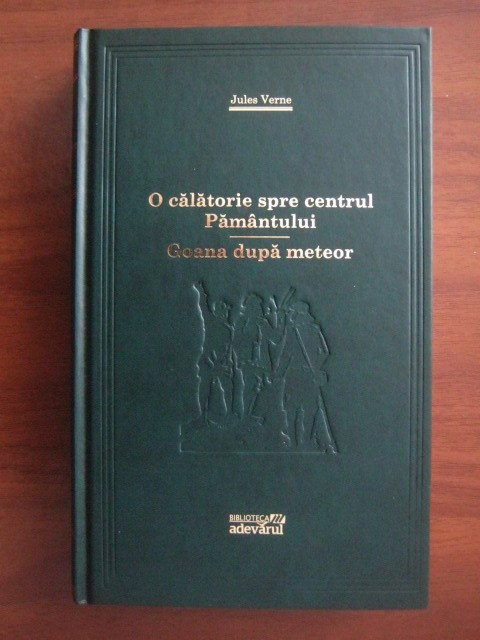 Jules Verne
O călătorie spre centrul
Pământului
Goana după meteor
BIBLIOTECA
adevărul